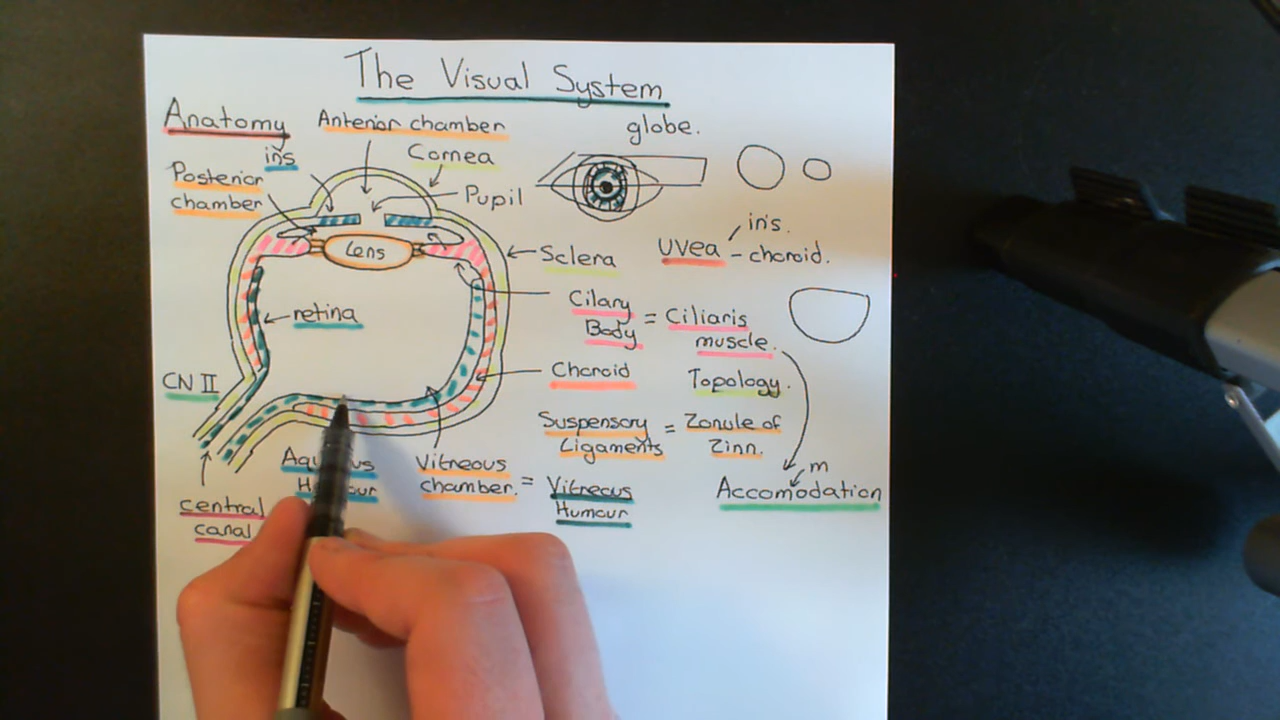 The Visual System
Anatomy
Anterior chamber
globe.
iris
Cornea
Posterior
chamber
Pupil
Lens
Sclera
uvea
iris.
choroid.
retina
Cilary
Body
= Ciliaris
muscle.
CN II
Choroid
Topology.
Suspensory
Ligaments
= Zonule of
Zinn.
Vitreous
chamber.
= Vitreous
Humour
m
Accomodation
central
canal